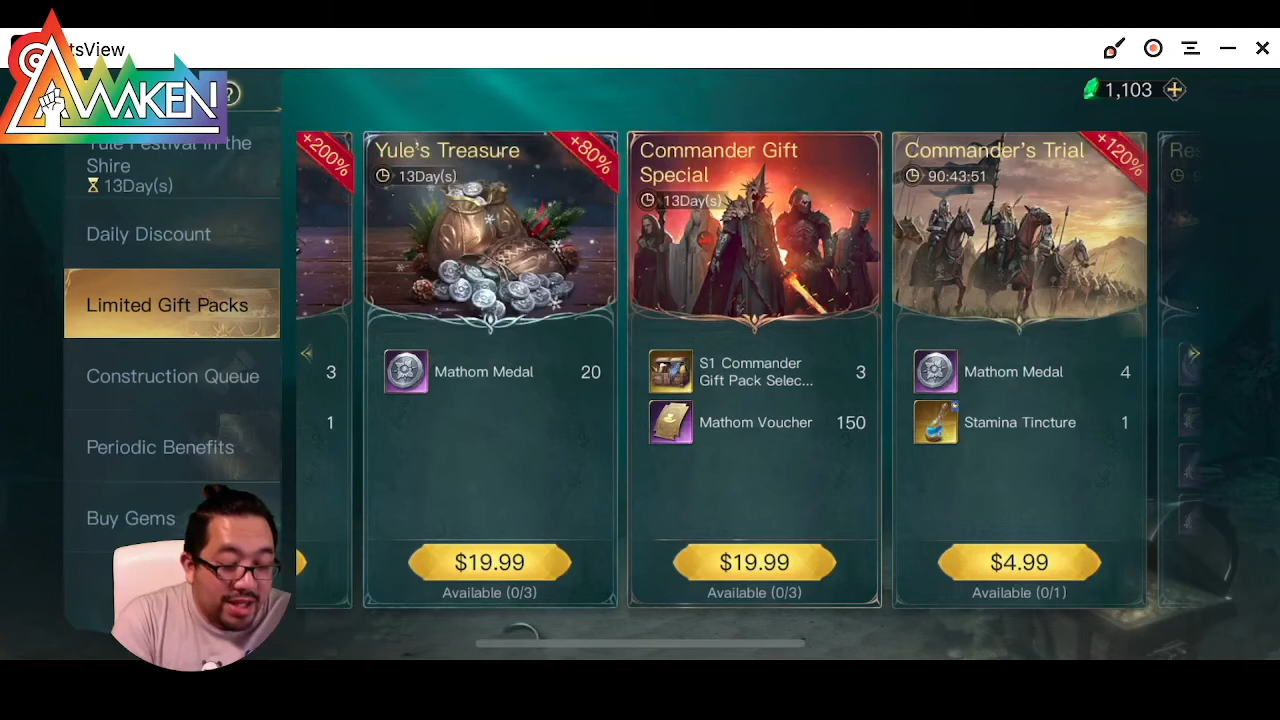 tsView
AWAKEN
?
1,103
Yule Festival in the
Shire
13Day(s)
Daily Discount
Limited Gift Packs
Construction Queue
Periodic Benefits
Buy Gems
+200%
3
1
Yule's Treasure
+80%
13Day(s)
Mathom Medal 20
$19.99
Available (0/3)
Commander Gift
Special
13Day(s)
S1 Commander
Gift Pack Selec... 3
Mathom Voucher 150
$19.99
Available (0/3)
Commander's Trial
+120%
90:43:51
Mathom Medal 4
Stamina Tincture 1
$4.99
Available (0/1)
Res